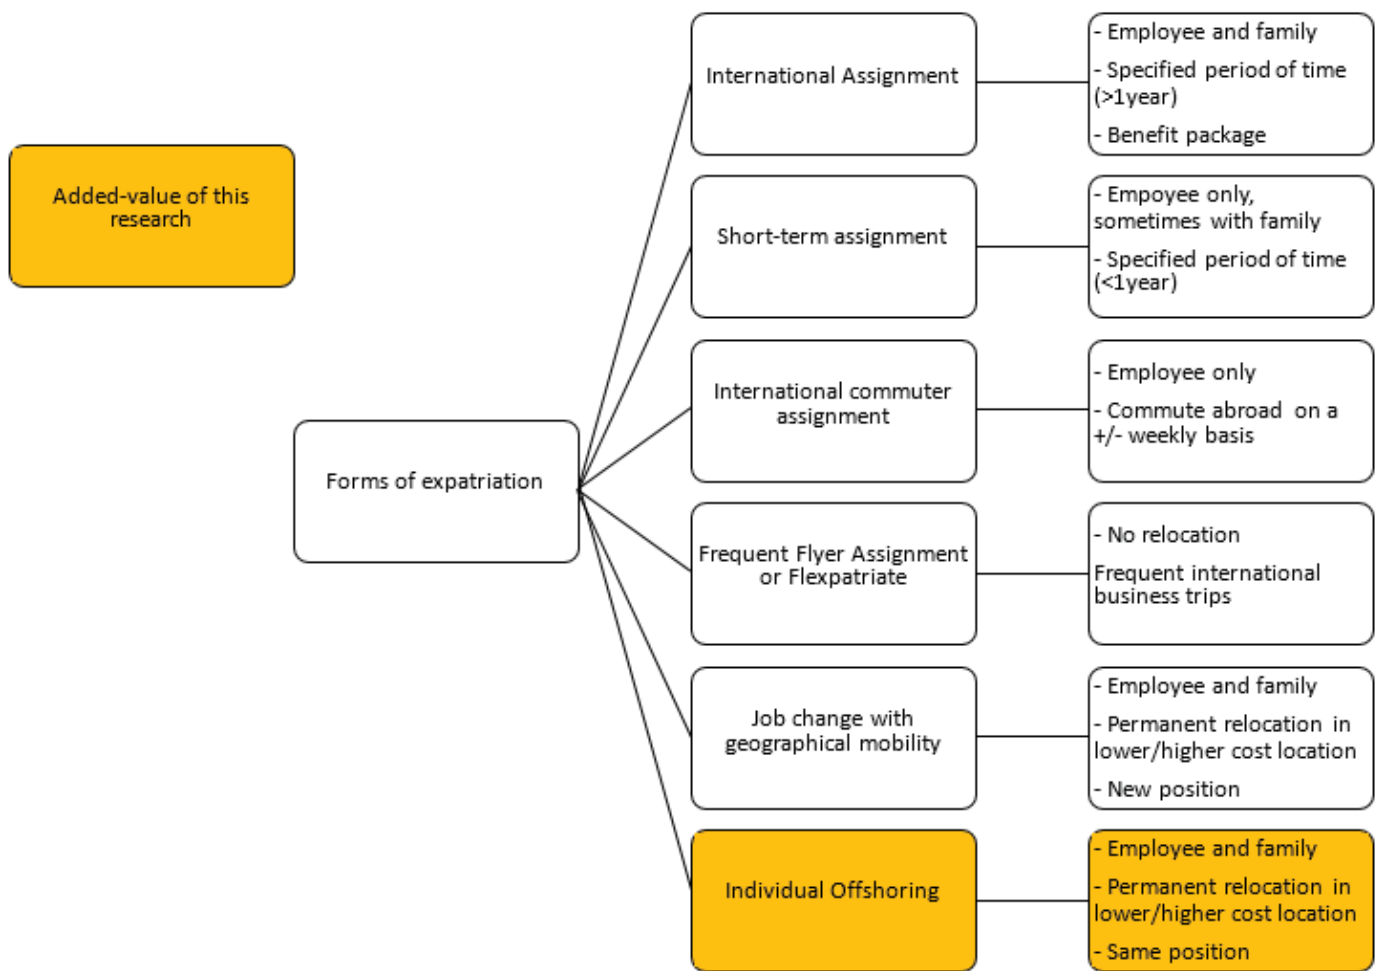 Added-value of this
research
Forms of expatriation
International Assignment
- Employee and family
- Specified period of time
(>1year)
- Benefit package
Short-term assignment
- Empoyee only,
sometimes with family
- Specified period of time
(<1year)
International commuter
assignment
- Employee only
- Commute abroad on a
+/- weekly basis
Frequent Flyer Assignment
or Flexpatriate
- No relocation
Frequent international
business trips
Job change with
geographical mobility
- Employee and family
- Permanent relocation in
lower/higher cost location
- New position
Individual Offshoring
- Employee and family
- Permanent relocation in
lower/higher cost location
- Same position